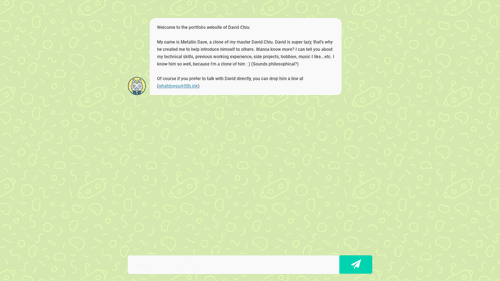 Welcome to the portfolio website of David Chiu.
My name is Metallic Dave, a clone of my master David Chiu. David is super lazy, that's why
he created me to help introduce himself to others. Wanna know more? I can tell you about
my technical skills, previous working experience, side projects, hobbies, music I like...etc. I
know him so well, because I'm a clone of him : ) (Sounds philosophical?)
Of course if you prefer to talk with David directly, you can drop him a line at